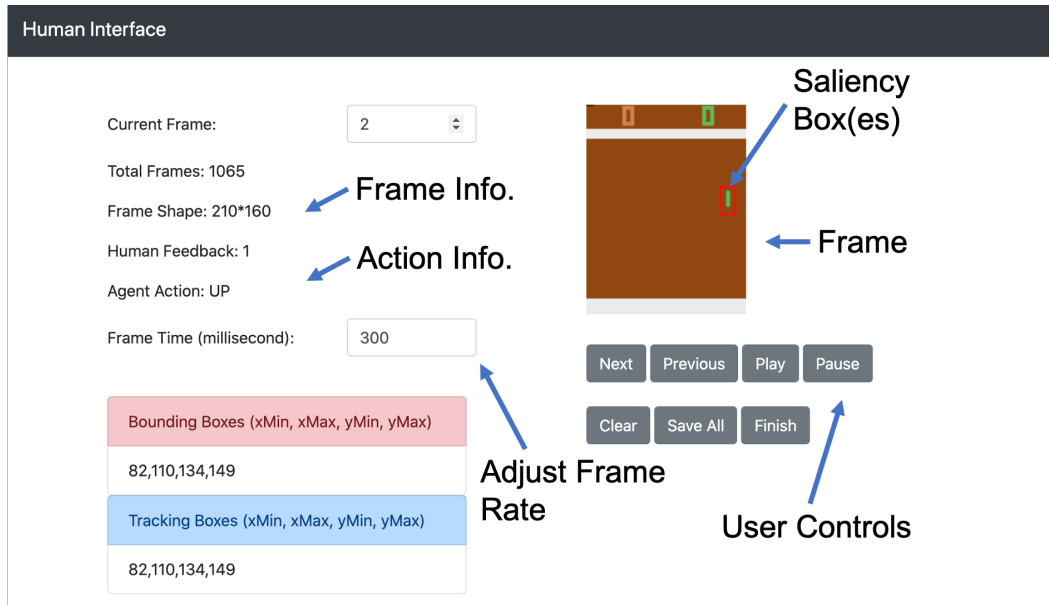 Human Interface
Saliency
Box(es)
Current Frame:
2
Total Frames: 1065
Frame Info.
Frame Shape: 210*160
Human Feedback: 1
Action Info.
Frame
Agent Action: UP
Frame Time (millisecond):
300
Next
Previous
Play
Pause
Clear
Save All
Finish
Bounding Boxes (xMin, xMax, yMin, yMax)
82,110,134,149
Adjust Frame
Rate
Tracking Boxes (xMin, xMax, yMin, yMax)
82,110,134,149
User Controls